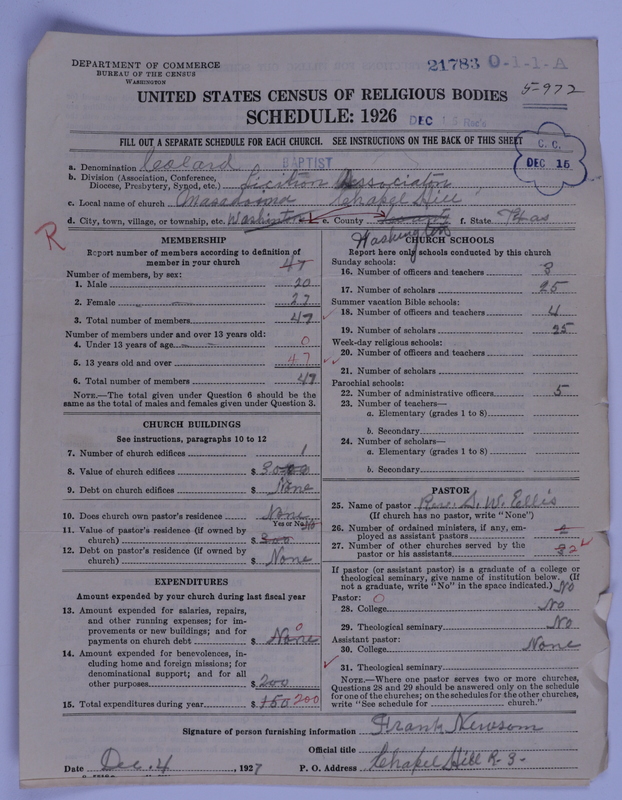 DEPARTMENT OF COMMERCE
BUREAU OF THE CENSUS
WASHINGTON
21783 0-1-1-A
5-972
UNITED STATES CENSUS OF RELIGIOUS BODIES
SCHEDULE: 1926
DEC 15 Rec'd
FILL OUT A SEPARATE SCHEDULE FOR EACH CHURCH. SEE INSTRUCTIONS ON THE BACK OF THIS SHEET
C. C.
DEC 16
a. Denomination Colard BAPTIST
b. Division (Association, Conference,
Diocese, Presbytery, Synod, etc.) Association
c. Local name of church Chapel Hill
d. City, town, village, or township, etc. Washington e. County Washington f. State Texas
R
MEMBERSHIP
Report number of members according to definition of
member in your church 47
Number of members, by sex:
1. Male 20
2. Female 27
3. Total number of members 47
Number of members under and over 13 years old:
4. Under 13 years of age 0
5. 13 years old and over 47
6. Total number of members 47
NOTE.—The total given under Question 6 should be the
same as the total of males and females given under Question 3.
CHURCH BUILDINGS
See instructions, paragraphs 10 to 12
7. Number of church edifices 1
8. Value of church edifices $
9. Debt on church edifices $ None
10. Does church own pastor's residence None
Yes or No No
11. Value of pastor's residence (if owned by
church) $ 300
12. Debt on pastor's residence (if owned by
church) $ None
EXPENDITURES
Amount expended by your church during last fiscal year
13. Amount expended for salaries, repairs,
and other running expenses; for im-
provements or new buildings; and for
payments on church debt $ None 0
14. Amount expended for benevolences, in-
cluding home and foreign missions; for
denominational support; and for all
other purposes $200
15. Total expenditures during year $ 150 200
CHURCH SCHOOLS
Report here only schools conducted by this church
Sunday schools:
16. Number of officers and teachers 8
17. Number of scholars 25
Summer vacation Bible schools:
18. Number of officers and teachers 4
19. Number of scholars 25
Week-day religious schools:
20. Number of officers and teachers
21. Number of scholars
Parochial schools:
22. Number of administrative officers 5
23. Number of teachers—
a. Elementary (grades 1 to 8)
b. Secondary
24. Number of scholars—
a. Elementary (grades 1 to 8)
b. Secondary
PASTOR
25. Name of pastor Rev. S. W. Ellis
(If church has no pastor, write "None")
26. Number of ordained ministers, if any, em-
ployed as assistant pastors 2
27. Number of other churches served by the
pastor or his assistants 2
If pastor (or assistant pastor) is a graduate of a college or
theological seminary, give name of institution below. (If
not a graduate, write "No" in the space indicated.) No
Pastor: 0
28. College No
29. Theological seminary No
Assistant pastor:
30. College None
31. Theological seminary
NOTE.—Where one pastor serves two or more churches,
Questions 28 and 29 should be answered only on the schedule
for one of the churches; on the schedules for the other churches,
write "See schedule for church."
Signature of person furnishing information Frank Newsom
Official title
Date Dec. 4, 1927 P. O. Address Chapel Hill R-3-